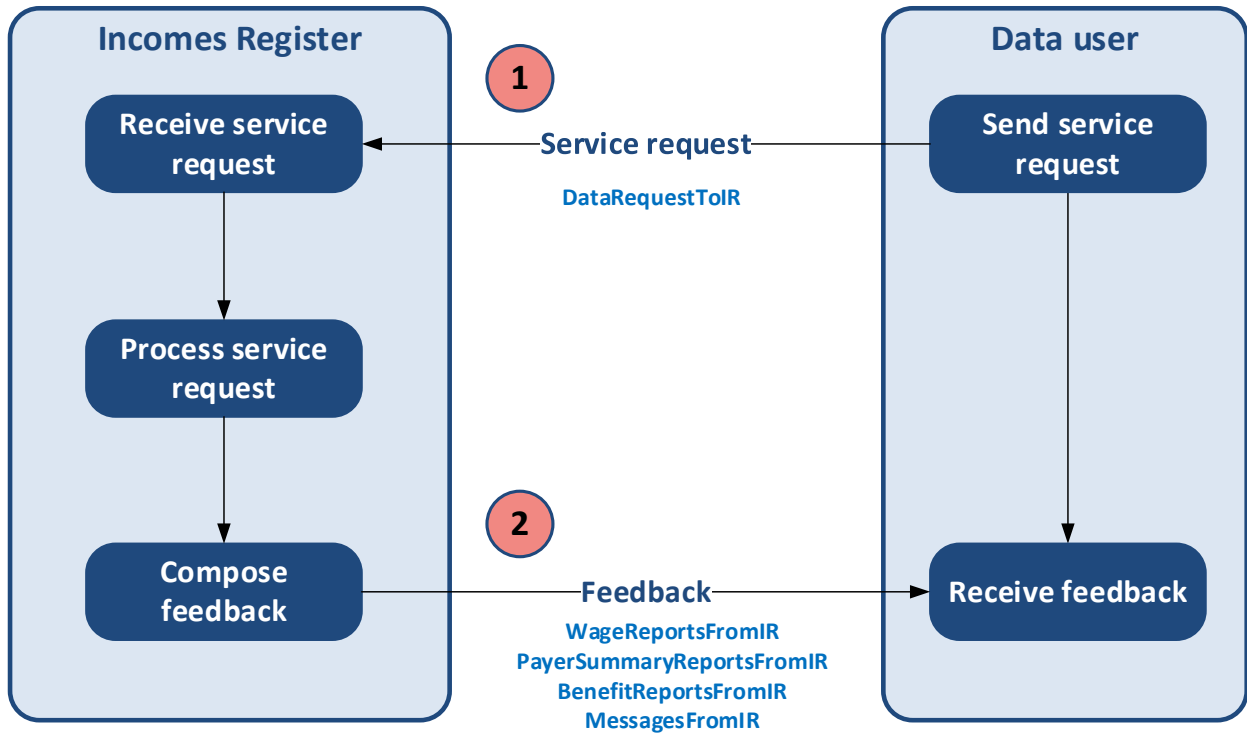 Incomes Register
Data user
1
Receive service
request
Service request
DataRequestToIR
Send service
request
Process service
request
2
Compose
feedback
Feedback
WageReportsFromIR
PayerSummaryReportsFromIR
BenefitReportsFromIR
MessagesFromIR
Receive feedback